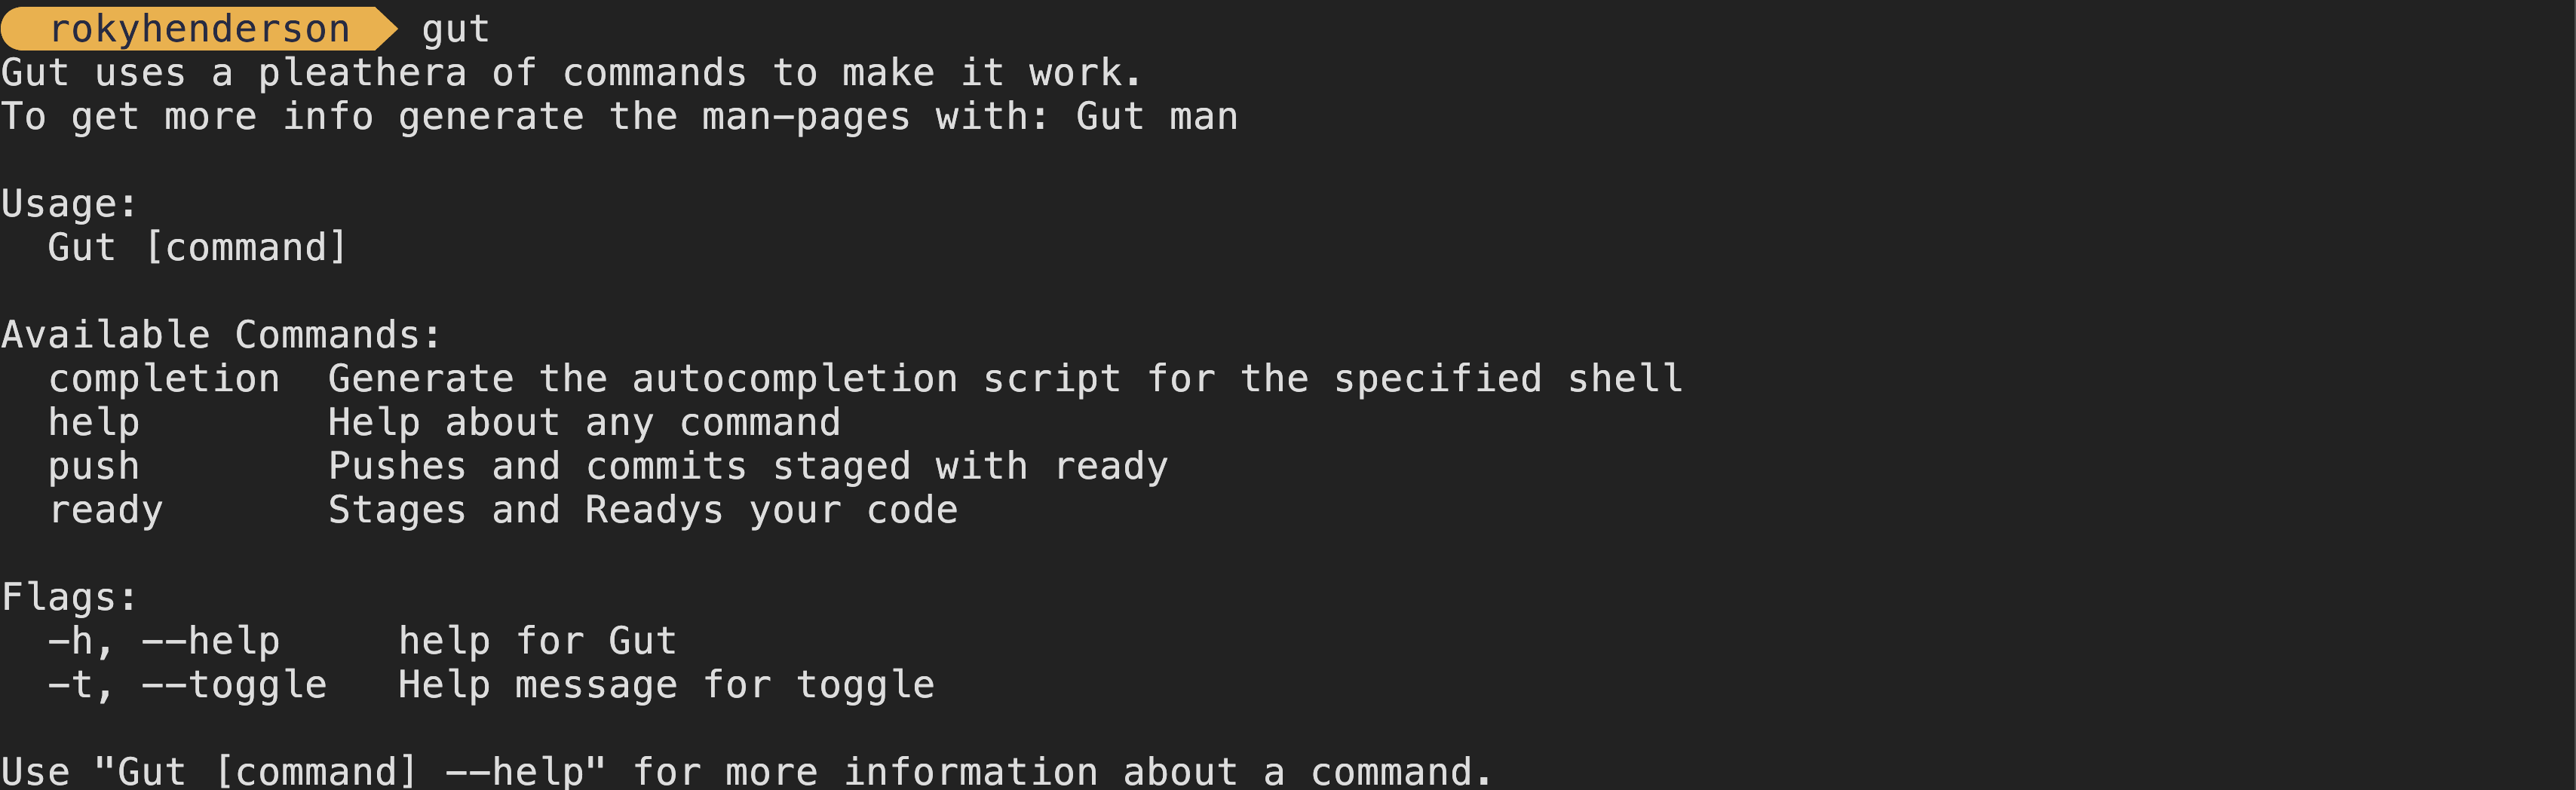 rokyhenderson gut
Gut uses a pleathera of commands to make it work.
To get more info generate the man-pages with: Gut man
Usage:
Gut [command]
Available Commands:
completion  Generate the autocompletion script for the specified shell
help        Help about any command
push        Pushes and commits staged with ready
ready       Stages and Readys your code
Flags:
-h, --help     help for Gut
-t, --toggle   Help message for toggle
Use "Gut [command] --help" for more information about a command.